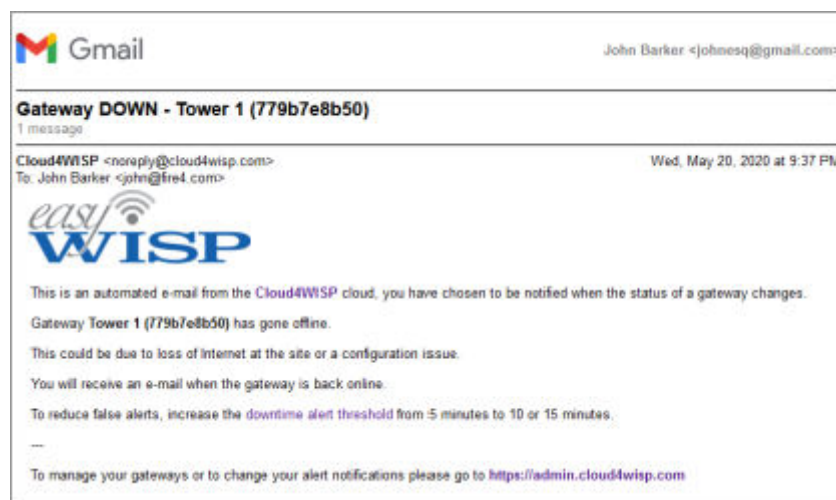 Gmail
John Barker <johnesq@gmail.com>
Gateway DOWN - Tower 1 (779b7e8b50)
1 message
Cloud4WISP <noreply@cloud4wisp.com>
Wed, May 20, 2020 at 9:37 PM
To: John Barker <john@fire4.com>
easy
WISP
This is an automated e-mail from the Cloud4WISP cloud, you have chosen to be notified when the status of a gateway changes.
Gateway Tower 1 (779b7e8b50) has gone offline.
This could be due to loss of Internet at the site or a configuration issue.
You will receive an e-mail when the gateway is back online.
To reduce false alerts, increase the downtime alert threshold from 5 minutes to 10 or 15 minutes.
---
To manage your gateways or to change your alert notifications please go to https://admin.cloud4wisp.com